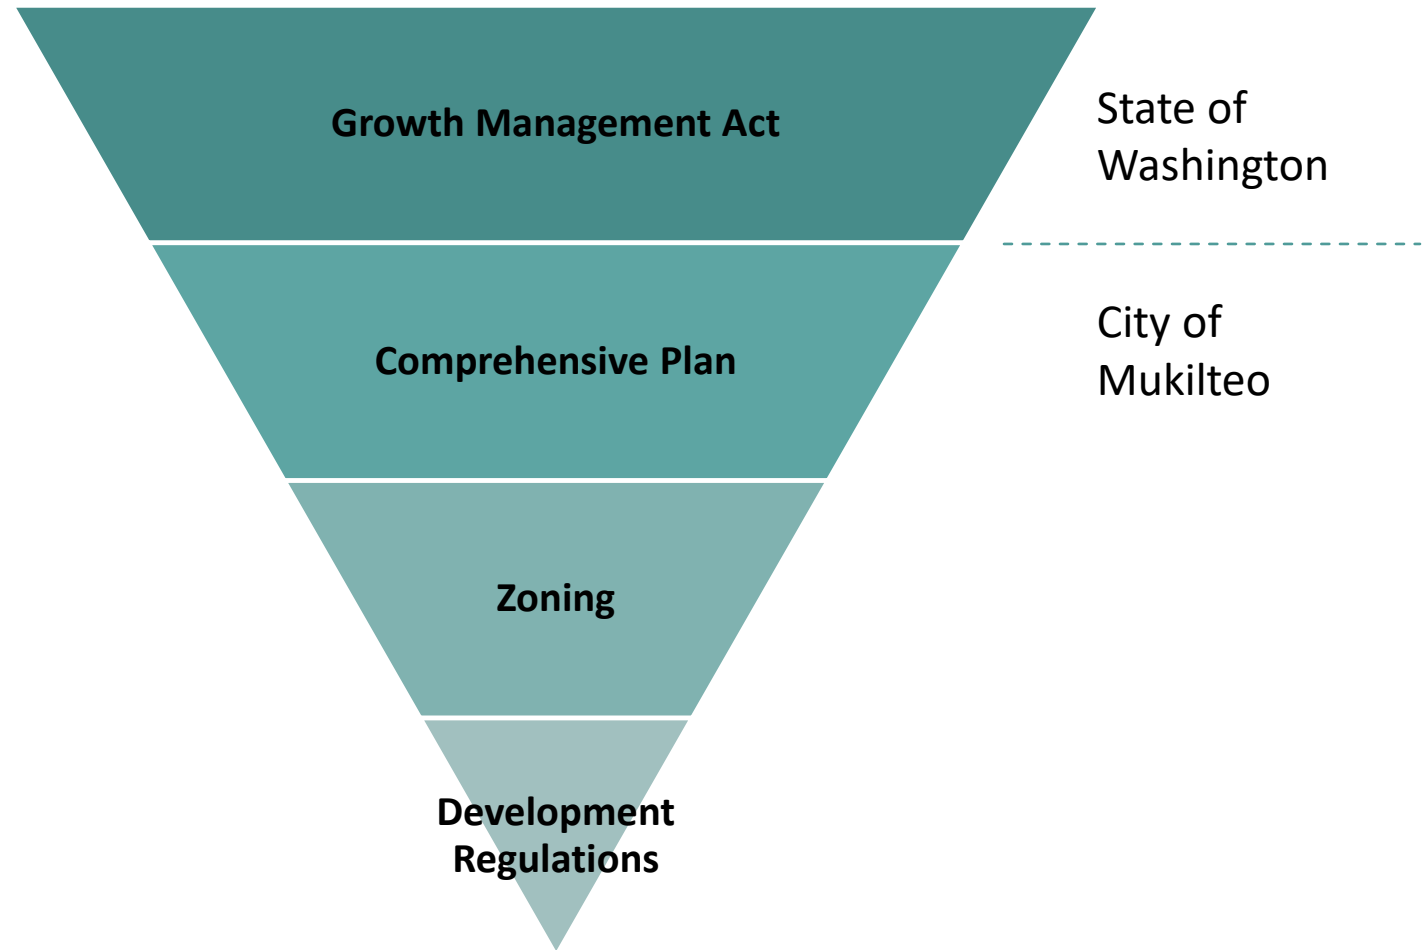 Growth Management Act
State of
Washington
Comprehensive Plan
City of
Mukilteo
Zoning
Development
Regulations